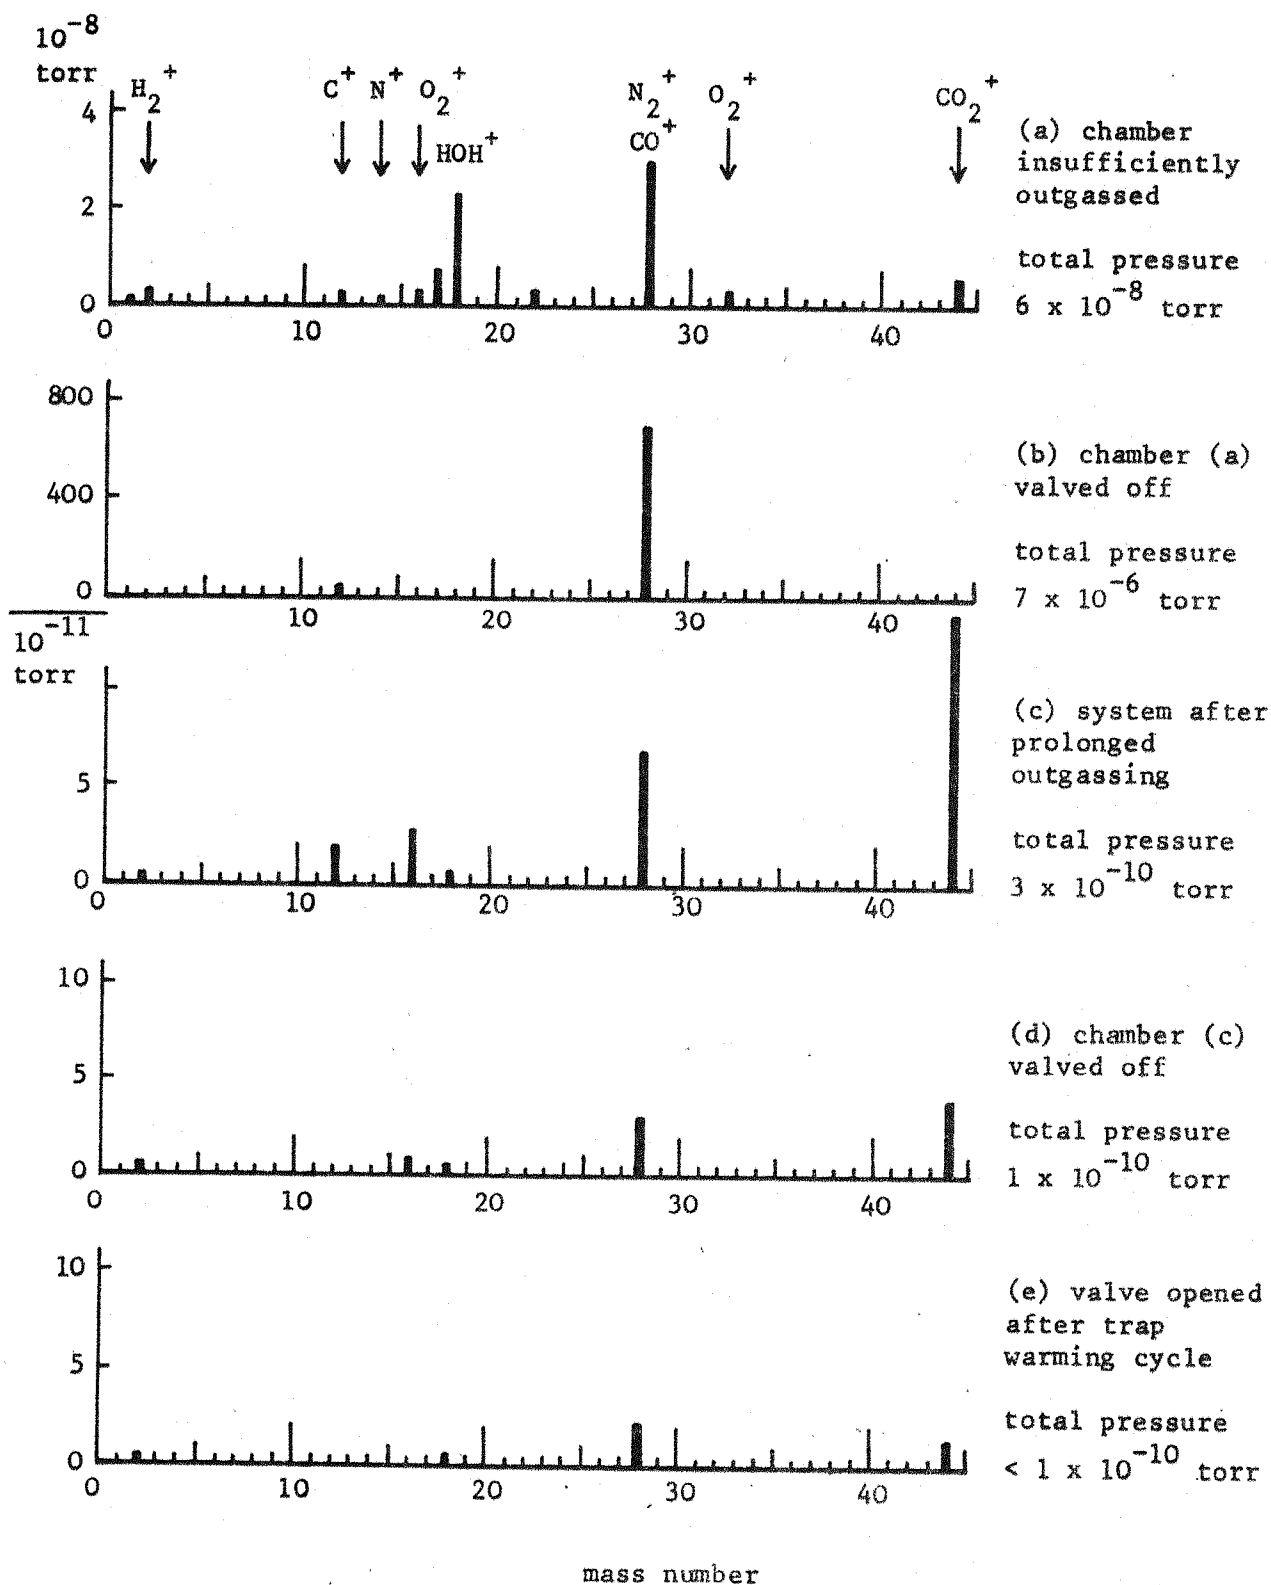 10⁻⁸
torr
H₂⁺ C⁺ N⁺ O₂⁺ HOH⁺ N₂⁺ CO⁺ O₂⁺ CO₂⁺
4
2
0
0 10 20 30 40
(a) chamber
insufficiently
outgassed
total pressure
6 x 10⁻⁸ torr
800
400
0
10 20 30 40
(b) chamber (a)
valved off
total pressure
7 x 10⁻⁶ torr
10⁻¹¹
torr
5
0
0 10 20 30 40
(c) system after
prolonged
outgassing
total pressure
3 x 10⁻¹⁰ torr
10
5
0
0 10 20 30 40
(d) chamber (c)
valved off
total pressure
1 x 10⁻¹⁰ torr
10
5
0
0 10 20 30 40
(e) valve opened
after trap
warming cycle
total pressure
< 1 x 10⁻¹⁰ torr
mass number